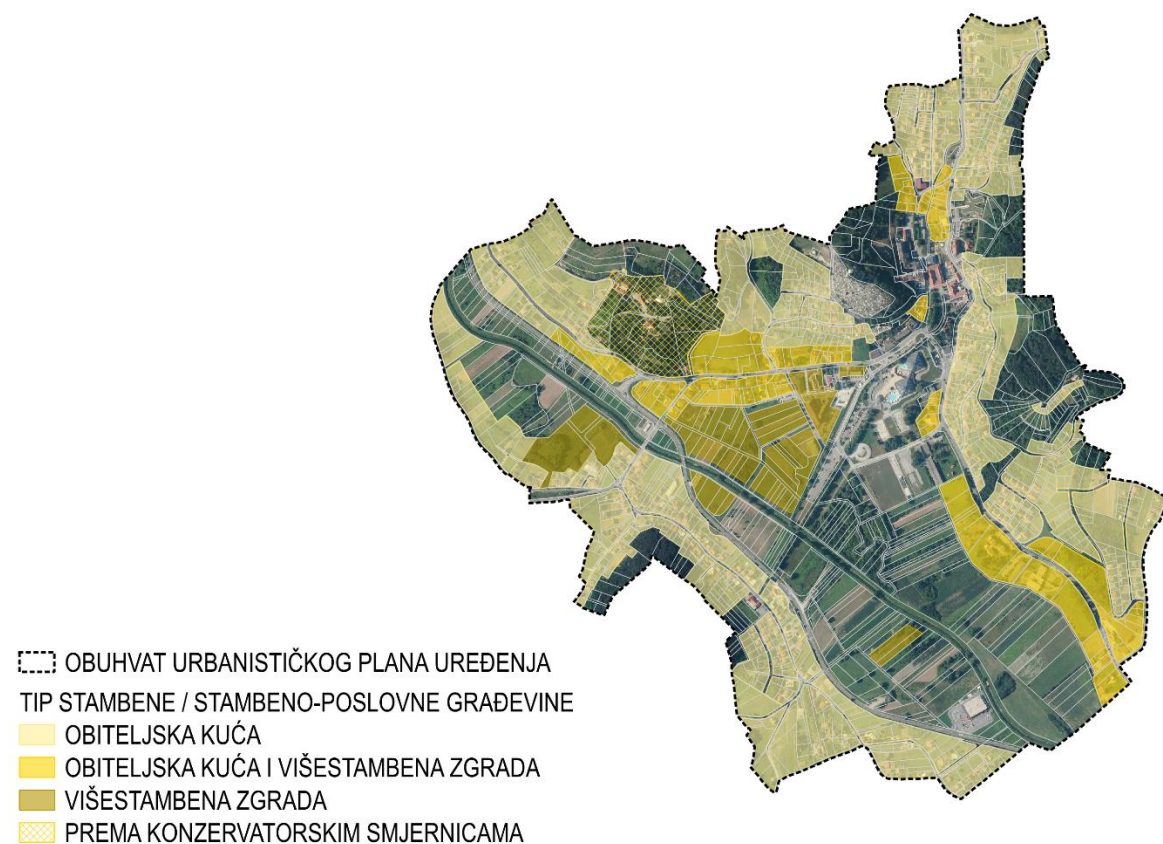 OBUHVAT URBANISTIČKOG PLANA UREĐENJA
TIP STAMBENE / STAMBENO-POSLOVNE GRAĐEVINE
OBITELJSKA KUĆA
OBITELJSKA KUĆA I VIŠESTAMBENA ZGRADA
VIŠESTAMBENA ZGRADA
PREMA KONZERVATORSKIM SMJERNICAMA